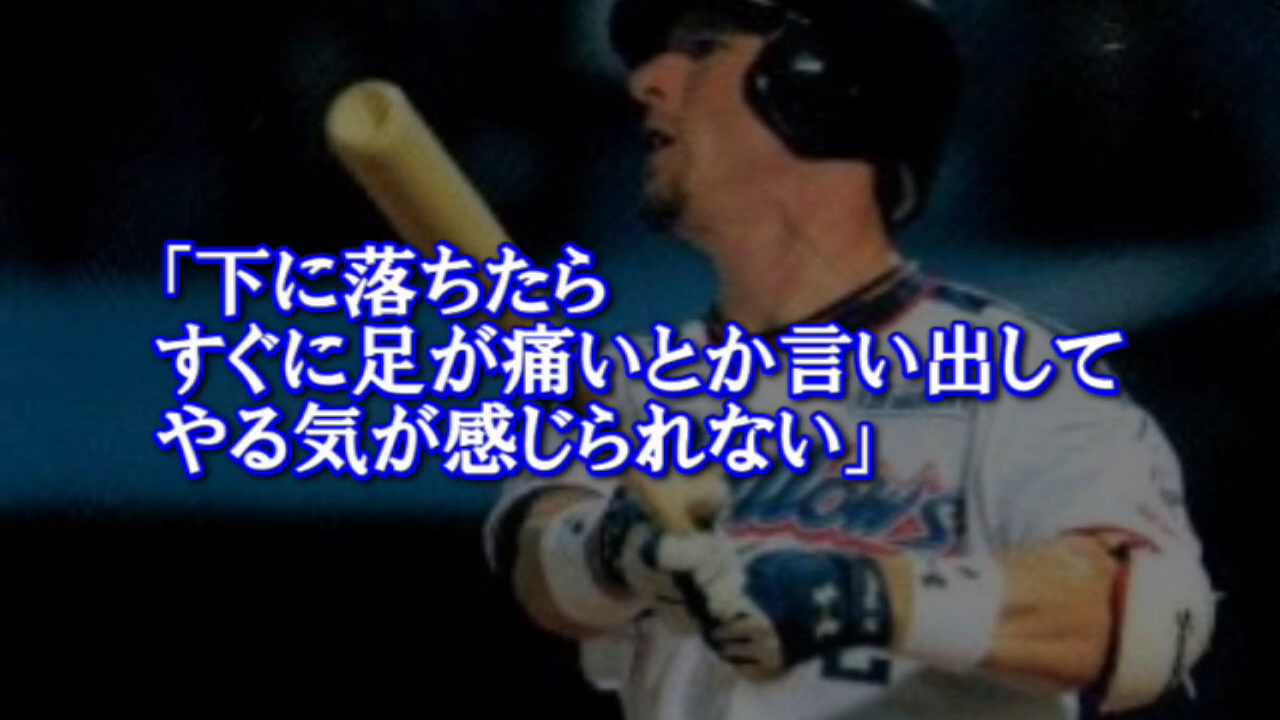 「下に落ちたら
すぐに足が痛いとか言い出して
やる気が感じられない」